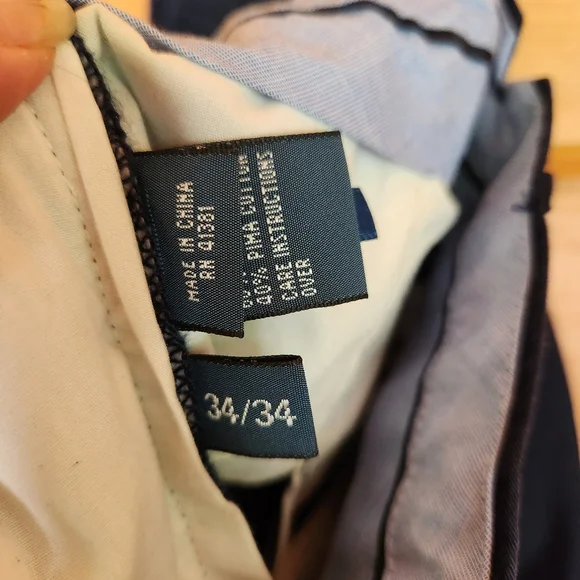 MADE IN CHINA
RN 41381
40% PIMA COTTON
CARE INSTRUCTIONS
OVER
34/34